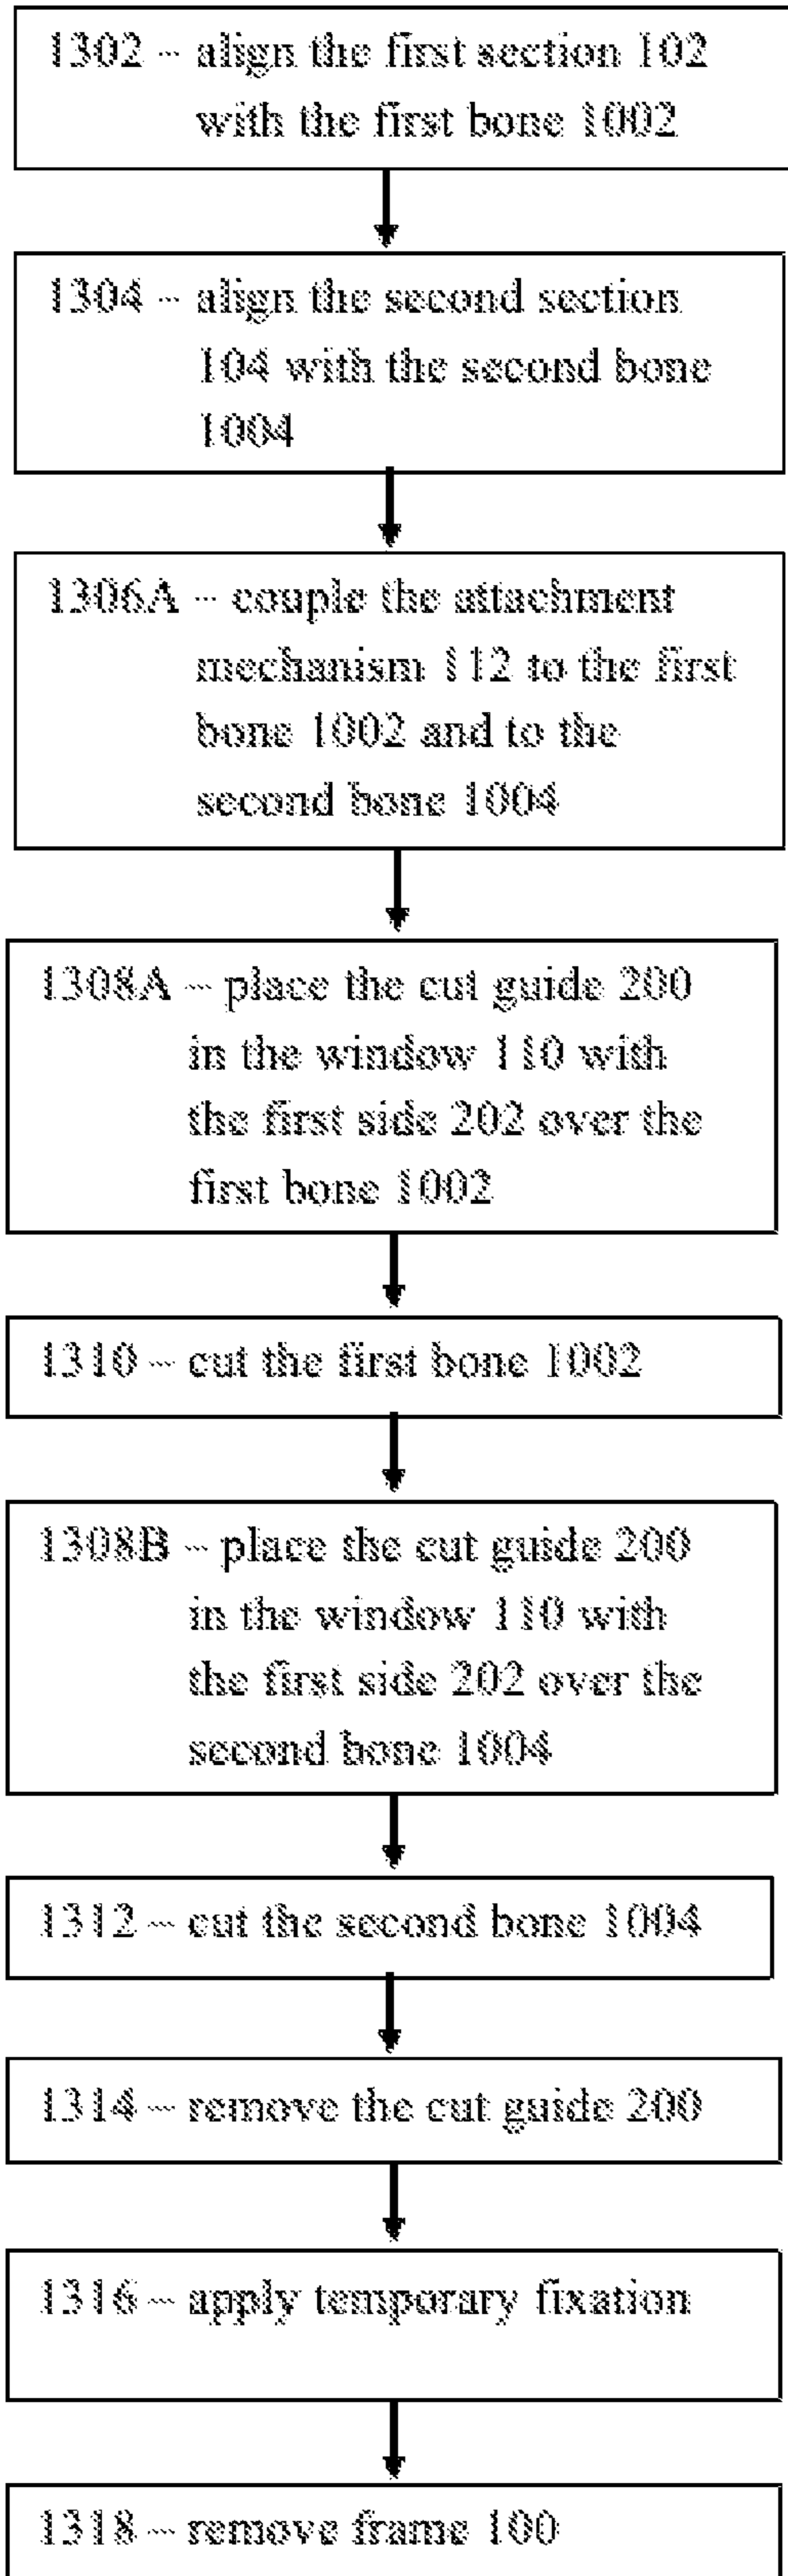 1302 – align the first section 102
with the first bone 1002
1304 – align the second section
104 with the second bone
1004
1306A – couple the attachment
mechanism 112 to the first
bone 1002 and to the
second bone 1004
1308A – place the cut guide 200
in the window 110 with
the first side 202 over the
first bone 1002
1310 – cut the first bone 1002
1308B – place the cut guide 200
in the window 110 with
the first side 202 over the
second bone 1004
1312 – cut the second bone 1004
1314 – remove the cut guide 200
1316 – apply temporary fixation
1318 – remove frame 100